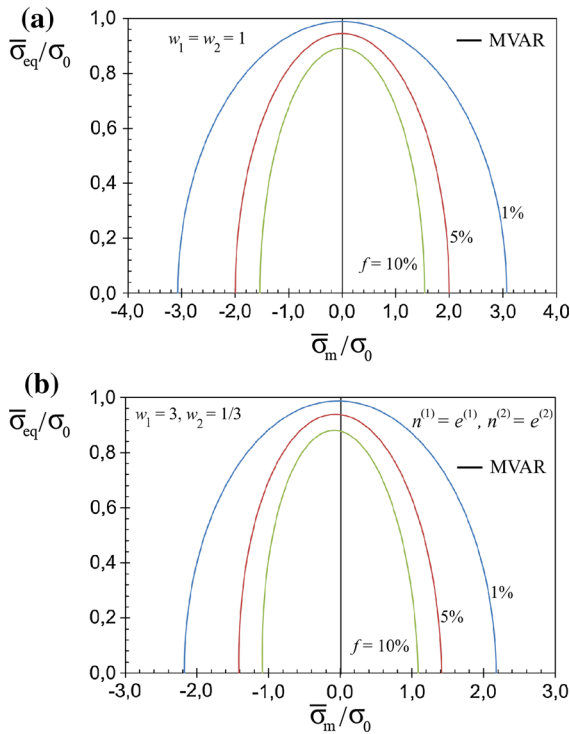 (a)
σ̅eq/σ0
w1 = w2 = 1
MVAR
1,0
0,8
0,6
0,4
0,2
0,0
1%
5%
f = 10%
-4,0 -3,0 -2,0 -1,0 0,0 1,0 2,0 3,0 4,0
σ̅m/σ0
(b)
σ̅eq/σ0
w1 = 3, w2 = 1/3
n(1) = e(1), n(2) = e(2)
MVAR
1,0
0,8
0,6
0,4
0,2
0,0
1%
5%
f = 10%
-3,0 -2,0 -1,0 0,0 1,0 2,0 3,0
σ̅m/σ0